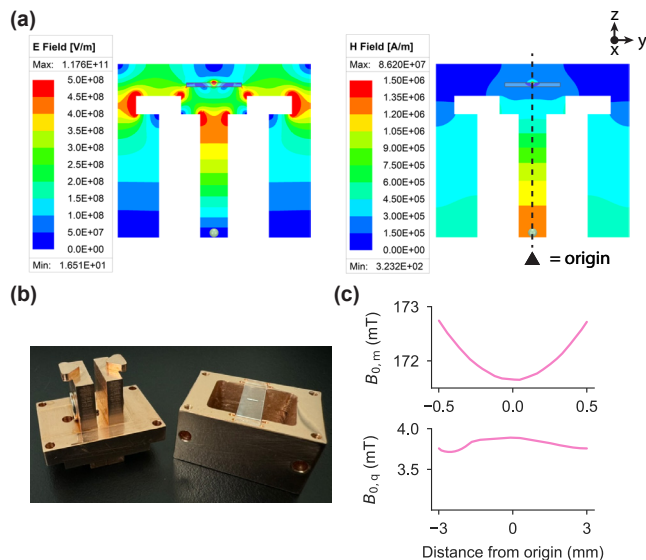 (a)
E Field [V/m]
Max: 1.176E+11
5.0E+08
4.5E+08
4.0E+08
3.5E+08
3.0E+08
2.5E+08
2.0E+08
1.5E+08
1.0E+08
5.0E+07
0.0E+00
Min: 1.651E+01
H Field [A/m]
Max: 8.620E+07
1.50E+06
1.35E+06
1.20E+06
1.05E+06
9.00E+05
7.50E+05
6.00E+05
4.50E+05
3.00E+05
1.50E+05
0.00E+00
Min: 3.232E+02
z
y
x
▲ = origin
(b)
(c)
173
172
B0, m (mT)
−0.5 0.0 0.5
4.0
3.5
B0, q (mT)
−3 0 3
Distance from origin (mm)